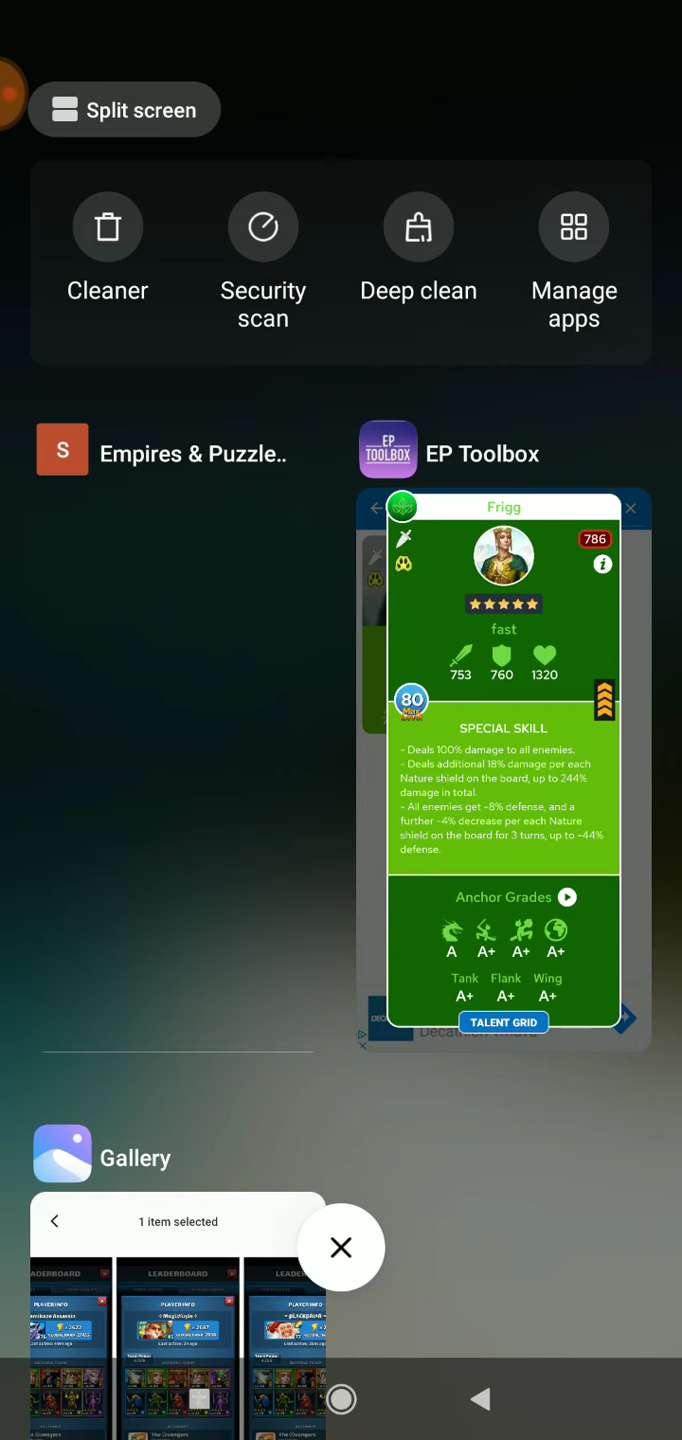 Split screen
Cleaner
Security
scan
Deep clean
Manage
apps
S
Empires & Puzzle..
EP
TOOLBOX
EP Toolbox
Frigg
786
i
fast
753 760 1320
80
Max
Level
SPECIAL SKILL
- Deals 100% damage to all enemies.
- Deals additional 18% damage per each
Nature shield on the board, up to 244%
damage in total.
- All enemies get -8% defense, and a
further -4% decrease per each Nature
shield on the board for 3 turns, up to -44%
defense.
Anchor Grades
A A+ A+ A+
Tank Flank Wing
A+ A+ A+
TALENT GRID
Gallery
1 item selected
LEADERBOARD
PLAYER INFO
PLAYER INFO
PLAYER INFO